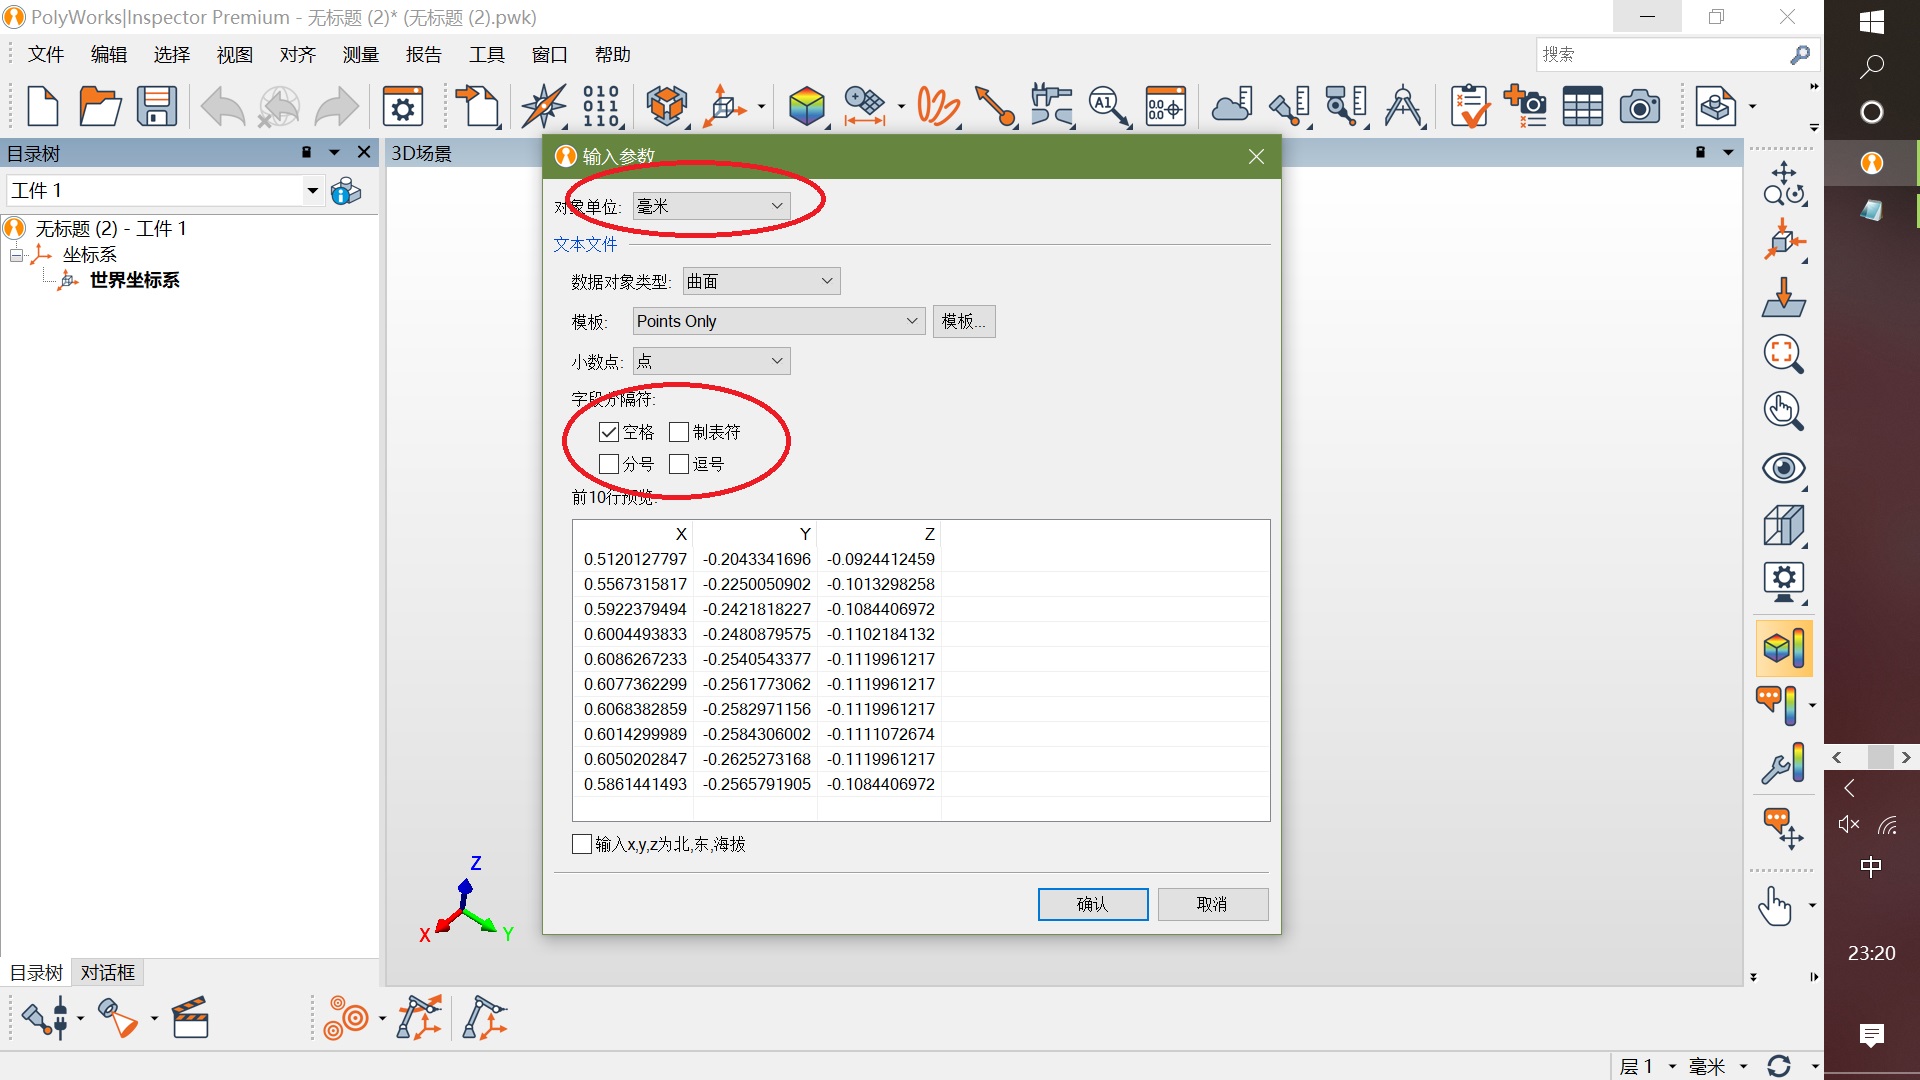 PolyWorks|Inspector Premium - 无标题 (2)* (无标题 (2).pwk)
文件 编辑 选择 视图 对齐 测量 报告 工具 窗口 帮助
搜索
010
011
110
A1
0.0
0.0
目录树
3D场景
工件 1
无标题 (2) - 工件 1
坐标系
世界坐标系
输入参数
对象单位: 毫米
文本文件
数据对象类型: 曲面
模板: Points Only 模板...
小数点: 点
字段分隔符:
空格 制表符
分号 逗号
前10行预览:
X Y Z
0.5120127797 -0.2043341696 -0.0924412459
0.5567315817 -0.2250050902 -0.1013298258
0.5922379494 -0.2421818227 -0.1084406972
0.6004493833 -0.2480879575 -0.1102184132
0.6086267233 -0.2540543377 -0.1119961217
0.6077362299 -0.2561773062 -0.1119961217
0.6068382859 -0.2582971156 -0.1119961217
0.6014299989 -0.2584306002 -0.1111072674
0.6050202847 -0.2625273168 -0.1119961217
0.5861441493 -0.2565791905 -0.1084406972
输入x,y,z为北,东,海拔
确认 取消
Z
X
Y
目录树 对话框
层 1 毫米
中
23:20